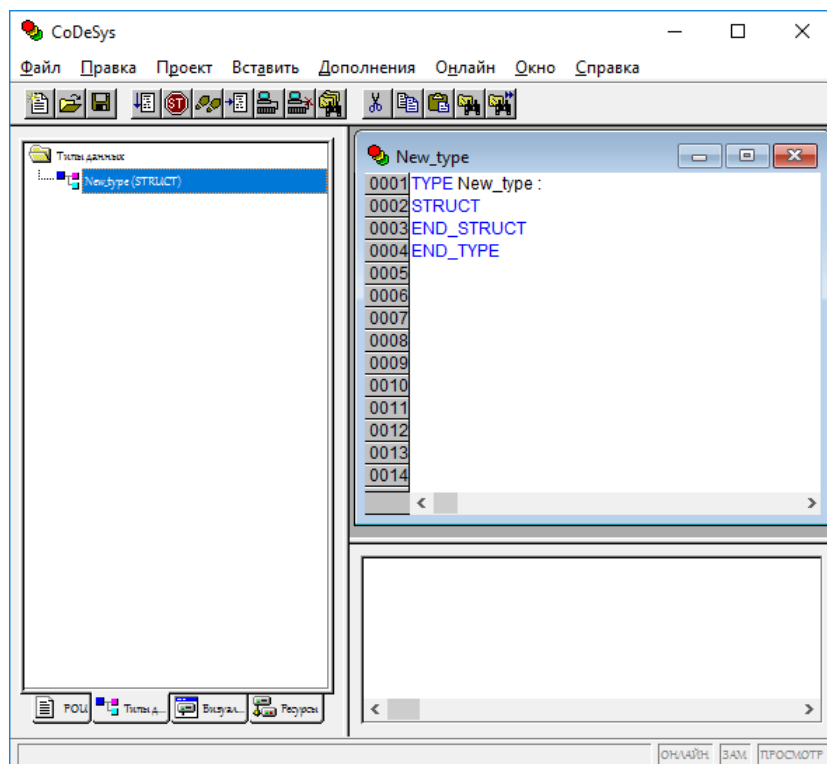 CoDeSys
Файл Правка Проект Вставить Дополнения Онлайн Окно Справка
ST
Типы данных
New_type (STRUCT)
New_type
0001 TYPE New_type :
0002 STRUCT
0003 END_STRUCT
0004 END_TYPE
0005
0006
0007
0008
0009
0010
0011
0012
0013
0014
POU Типы д... Визуал... Ресурсы
ОНЛАЙН ЗАМ ПРОСМОТР